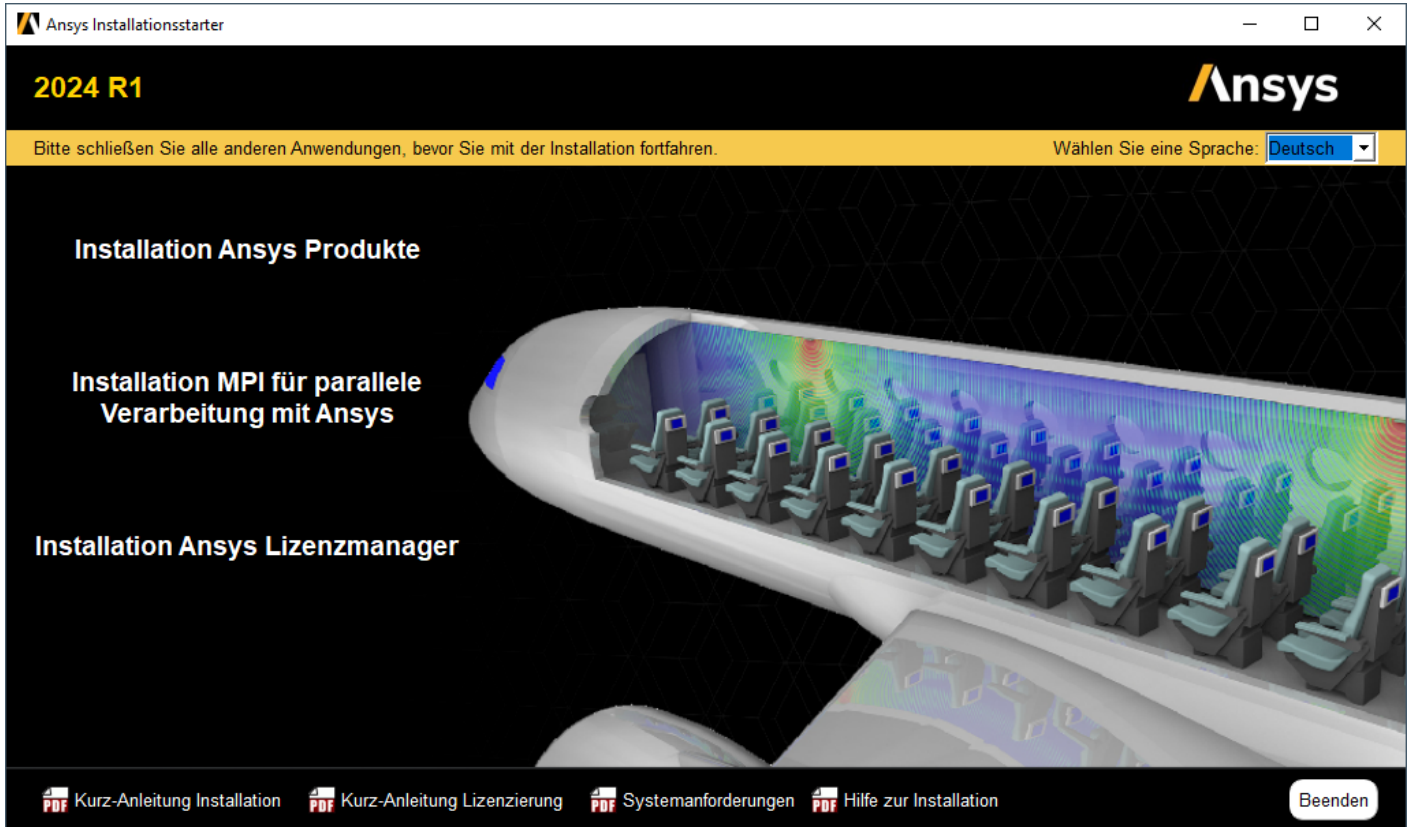 Ansys Installationsstarter
2024 R1
Ansys
Bitte schließen Sie alle anderen Anwendungen, bevor Sie mit der Installation fortfahren.
Wählen Sie eine Sprache: Deutsch
Installation Ansys Produkte
Installation MPI für parallele
Verarbeitung mit Ansys
Installation Ansys Lizenzmanager
PDF Kurz-Anleitung Installation
PDF Kurz-Anleitung Lizenzierung
PDF Systemanforderungen
PDF Hilfe zur Installation
Beenden